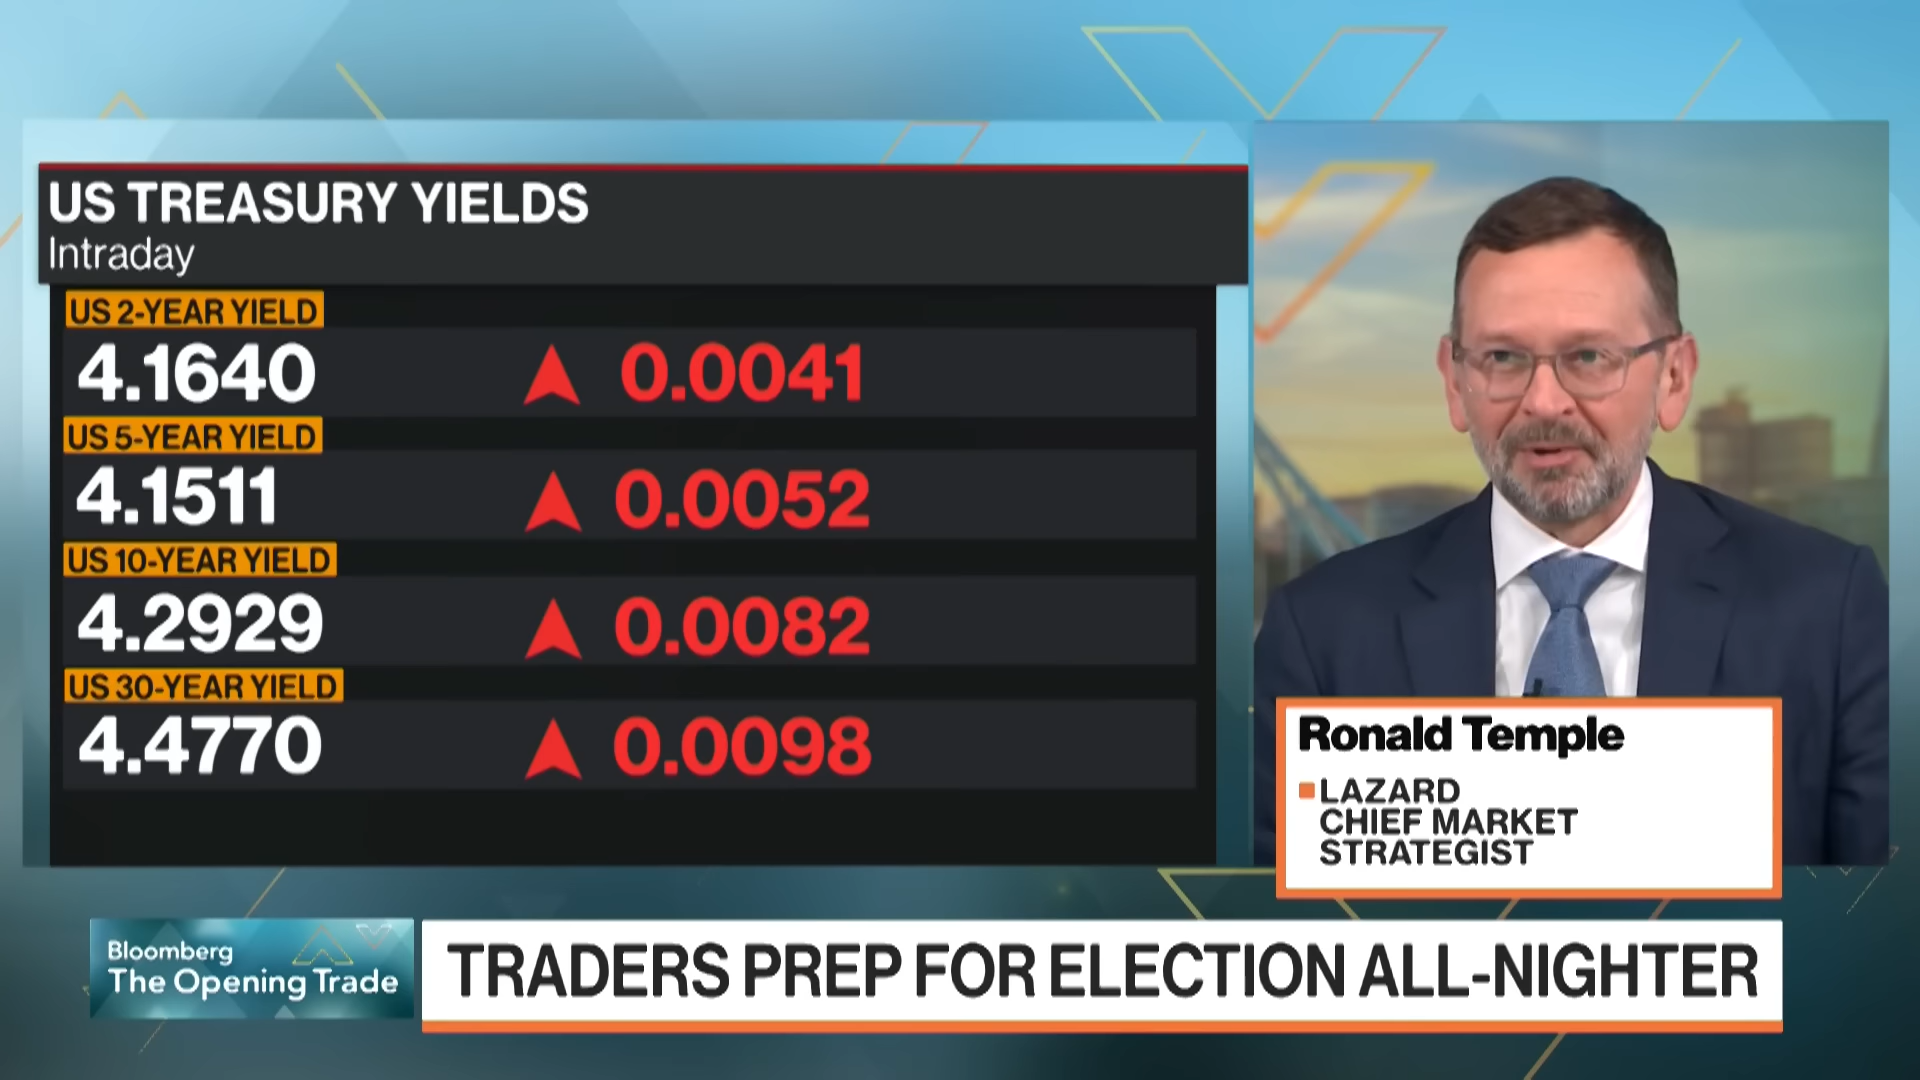 US TREASURY YIELDS
Intraday
US 2-YEAR YIELD
4.1640 ▲ 0.0041
US 5-YEAR YIELD
4.1511 ▲ 0.0052
US 10-YEAR YIELD
4.2929 ▲ 0.0082
US 30-YEAR YIELD
4.4770 ▲ 0.0098
Ronald Temple
LAZARD
CHIEF MARKET
STRATEGIST
Bloomberg
The Opening Trade
TRADERS PREP FOR ELECTION ALL-NIGHTER